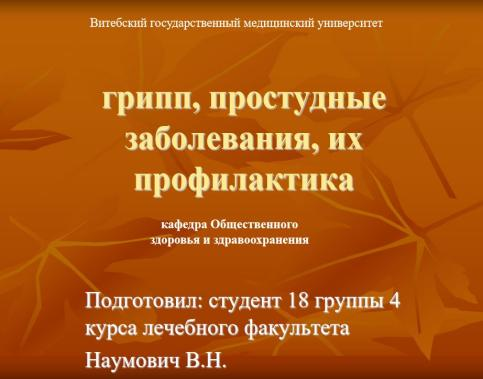 Витебский государственный медицинский университет
грипп, простудные
заболевания, их
профилактика
кафедра Общественного
здоровья и здравоохранения
Подготовил: студент 18 группы 4
курса лечебного факультета
Наумович В.Н.